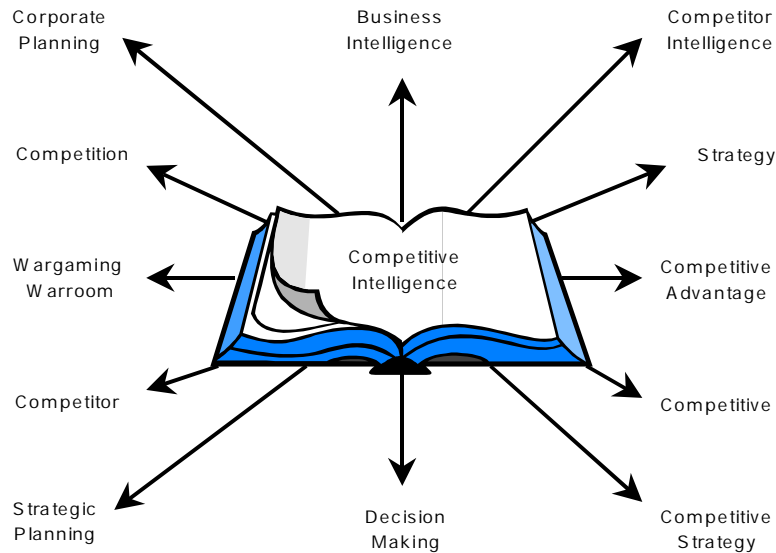 Corporate
Planning
Business
Intelligence
Competitor
Intelligence
Competition
Strategy
Competitive
Intelligence
Wargaming
Warroom
Competitive
Advantage
Competitor
Competitive
Strategic
Planning
Decision
Making
Competitive
Strategy